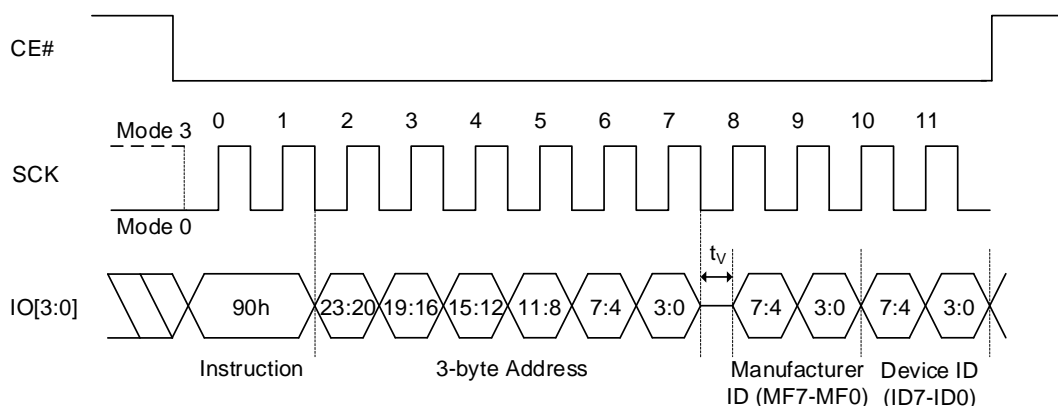 CE#
0 1 2 3 4 5 6 7 8 9 10 11
Mode 3
SCK
Mode 0
tV
IO[3:0] 90h 23:20 19:16 15:12 11:8 7:4 3:0 7:4 3:0 7:4 3:0
Instruction 3-byte Address Manufacturer Device ID
ID (MF7-MF0) (ID7-ID0)